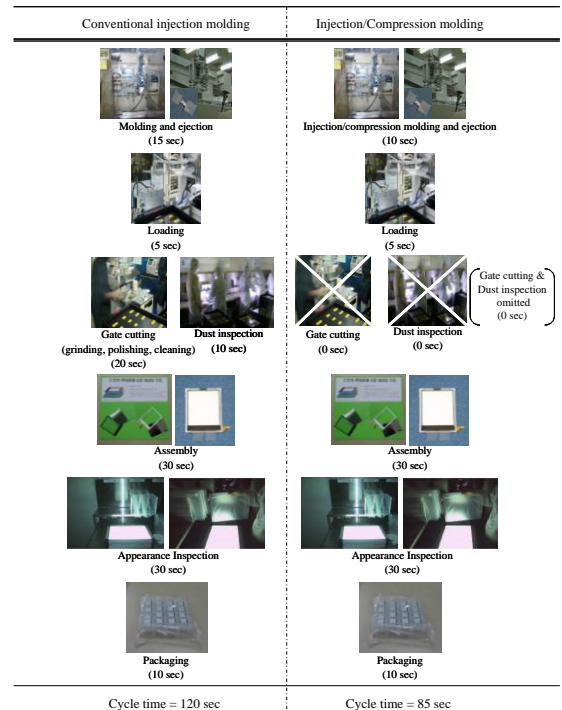 Conventional injection molding
Injection/Compression molding
Molding and ejection
(15 sec)
Injection/compression molding and ejection
(10 sec)
Loading
(5 sec)
Loading
(5 sec)
Gate cutting
(grinding, polishing, cleaning)
(20 sec)
Dust inspection
(10 sec)
Gate cutting
(0 sec)
Dust inspection
(0 sec)
Gate cutting &
Dust inspection
omitted
(0 sec)
Assembly
(30 sec)
Assembly
(30 sec)
Appearance Inspection
(30 sec)
Appearance Inspection
(30 sec)
Packaging
(10 sec)
Packaging
(10 sec)
Cycle time = 120 sec
Cycle time = 85 sec